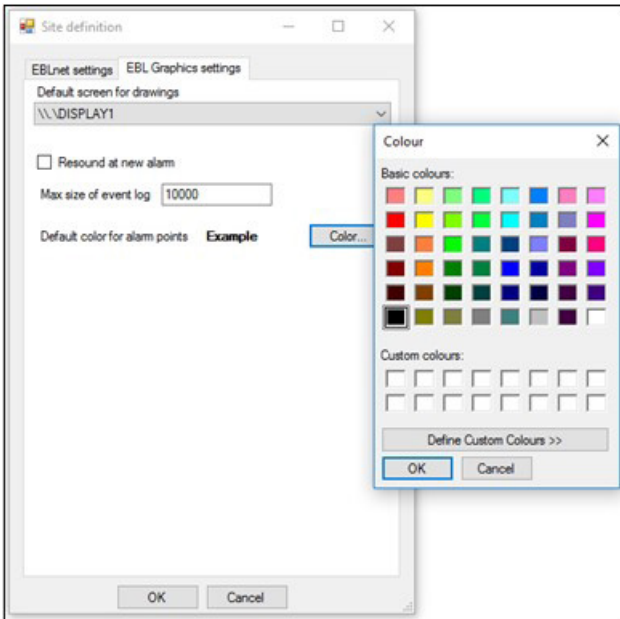 Site definition
EBLnet settings EBL Graphics settings
Default screen for drawings
\\.\DISPLAY1
Resound at new alarm
Max size of event log 10000
Default color for alarm points Example Color...
OK Cancel
Colour
Basic colours:
Custom colours:
Define Custom Colours >>
OK Cancel